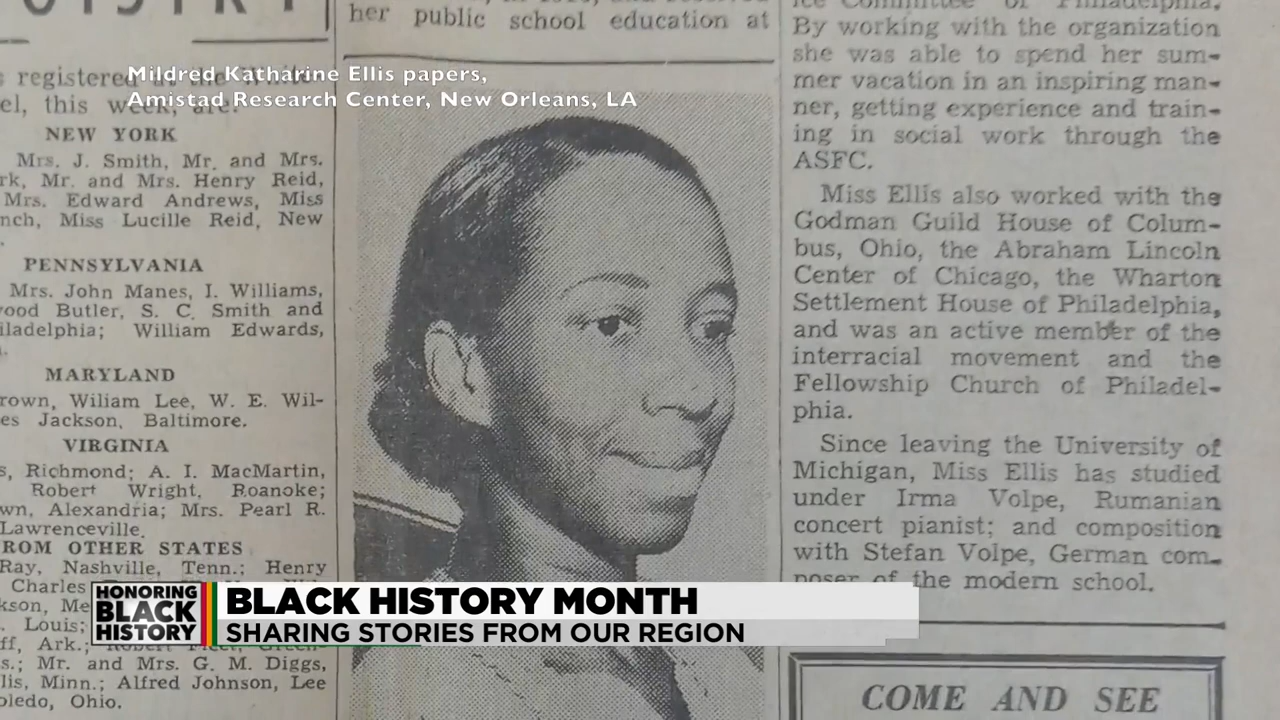 her public school education at
s registered at the
el, this week, are:
NEW YORK
Mrs. J. Smith, Mr. and Mrs.
rk, Mr. and Mrs. Henry Reid,
Mrs. Edward Andrews, Miss
nch, Miss Lucille Reid, New
PENNSYLVANIA
Mrs. John Manes, I. Williams,
wood Butler, S. C. Smith and
iladelphia; William Edwards,
MARYLAND
rown, Wiliam Lee, W. E. Wil-
es Jackson, Baltimore.
VIRGINIA
s, Richmond; A. I. MacMartin,
Robert Wright, Roanoke;
wn, Alexandria; Mrs. Pearl R.
Lawrenceville.
ROM OTHER STATES
Ray, Nashville, Tenn.; Henry
Charles
kson, Me
. Louis;
ff, Ark.; Robert
s.; Mr. and Mrs. G. M. Diggs,
lis, Minn.; Alfred Johnson, Lee
oledo, Ohio.
Mildred Katharine Ellis papers,
Amistad Research Center, New Orleans, LA
ice Committee of Philadelphia.
By working with the organization
she was able to spend her sum-
mer vacation in an inspiring man-
ner, getting experience and train-
ing in social work through the
ASFC.
Miss Ellis also worked with the
Godman Guild House of Colum-
bus, Ohio, the Abraham Lincoln
Center of Chicago, the Wharton
Settlement House of Philadelphia,
and was an active member of the
interracial movement and the
Fellowship Church of Philadel-
phia.
Since leaving the University of
Michigan, Miss Ellis has studied
under Irma Volpe, Rumanian
concert pianist; and composition
with Stefan Volpe, German com-
poser of the modern school.
COME AND SEE
HONORING
BLACK
HISTORY
BLACK HISTORY MONTH
SHARING STORIES FROM OUR REGION